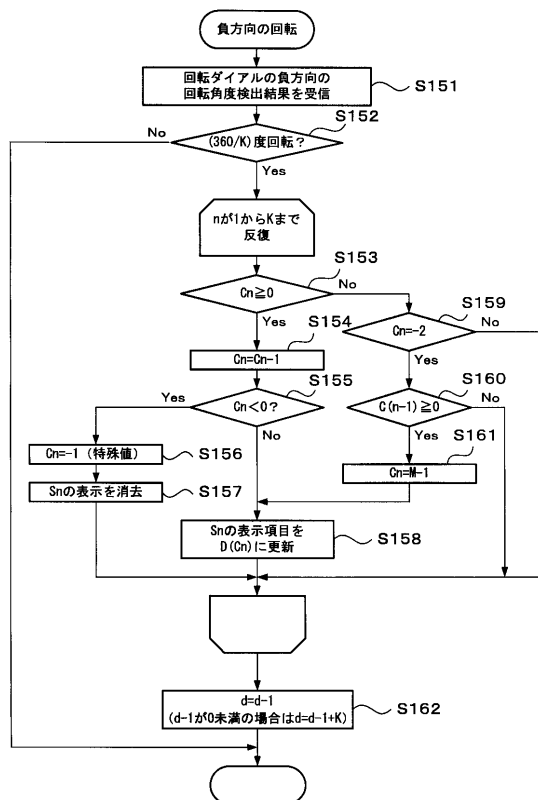 負方向の回転
回転ダイアルの負方向の
回転角度検出結果を受信
S151
S152
No
(360/K)度回転？
Yes
nが1からKまで
反復
S153
Cn≧0
No
Yes
S159
S154
Cn=-2
No
Cn=Cn-1
Yes
S155
S160
Yes
Cn＜0？
C(n-1)≧0
No
No
Yes
Cn=-1 (特殊値)
S156
S161
Cn=M-1
Snの表示を消去
S157
Snの表示項目を
D(Cn)に更新
S158
d=d-1
(d-1が0未満の場合はd=d-1+K)
S162